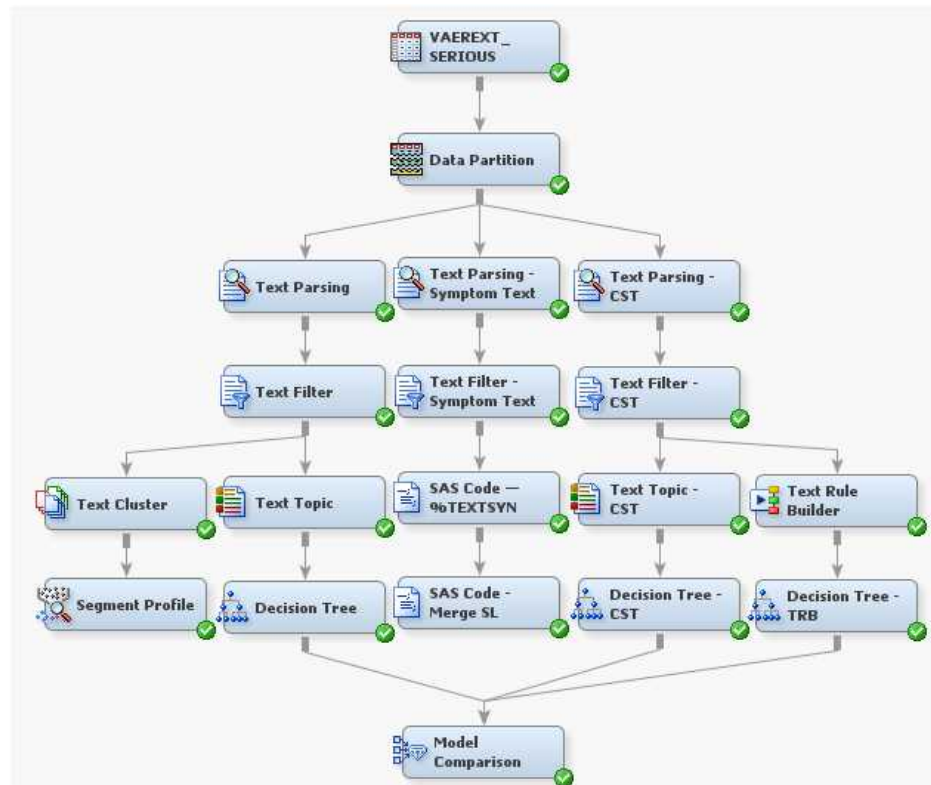 VAEREXT_
SERIOUS
Data Partition
Text Parsing
Text Parsing -
Symptom Text
Text Parsing -
CST
Text Filter
Text Filter -
Symptom Text
Text Filter -
CST
Text Cluster
Text Topic
SAS Code —
%TEXTSYN
Text Topic -
CST
Text Rule
Builder
Segment Profile
Decision Tree
SAS Code -
Merge SL
Decision Tree -
CST
Decision Tree -
TRB
Model
Comparison